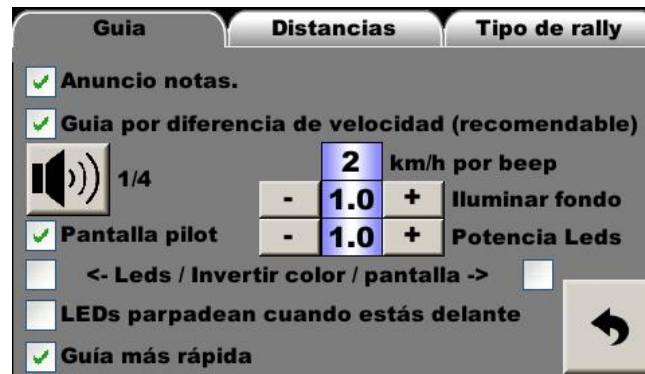 Guia Distancias Tipo de rally
Anuncio notas.
Guia por diferencia de velocidad (recomendable)
1/4 2 km/h por beep
- 1.0 + Iluminar fondo
Pantalla pilot - 1.0 + Potencia Leds
<- Leds / Invertir color / pantalla ->
LEDs parpadean cuando estás delante
Guía más rápida